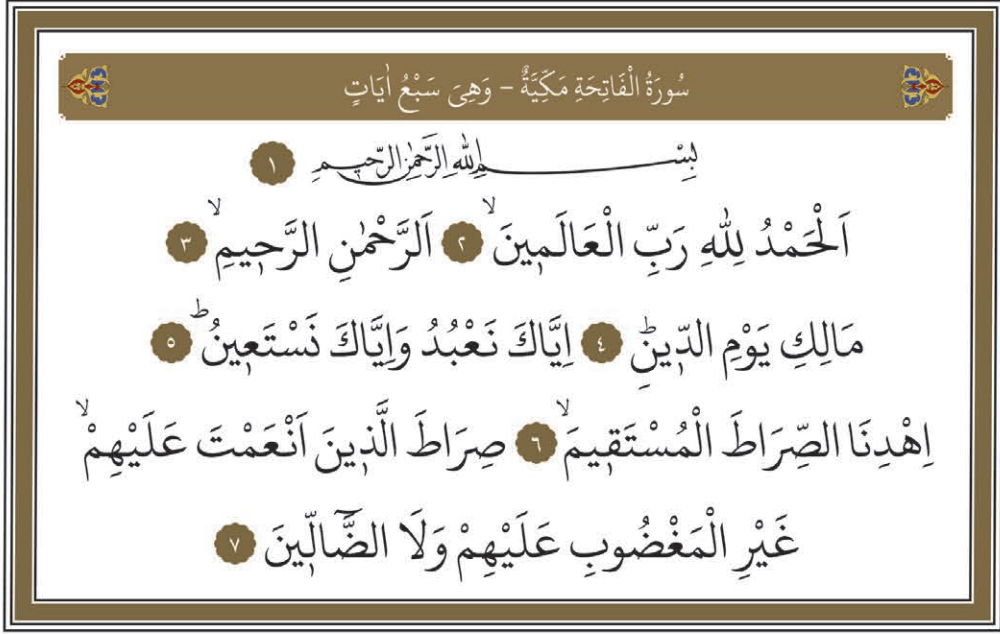 سُورَةُ الْفَاتِحَةِ مَكِّيَّةٌ – وَهِىَ سَبْعُ اٰيَاتٍ
بِسْمِ اللهِ الرَّحْمٰنِ الرَّحِيمِ ١
اَلْحَمْدُ لِلّٰهِ رَبِّ الْعَالَمِينَۙ ٢ اَلرَّحْمٰنِ الرَّحِيمِۙ ٣
مَالِكِ يَوْمِ الدِّينِۜ ٤ اِيَّاكَ نَعْبُدُ وَاِيَّاكَ نَسْتَعِينُۜ ٥
اِهْدِنَا الصِّرَاطَ الْمُسْتَقِيمَۙ ٦ صِرَاطَ الَّذِينَ اَنْعَمْتَ عَلَيْهِمْۙ
غَيْرِ الْمَغْضُوبِ عَلَيْهِمْ وَلَا الضَّٓالِّينَ ٧